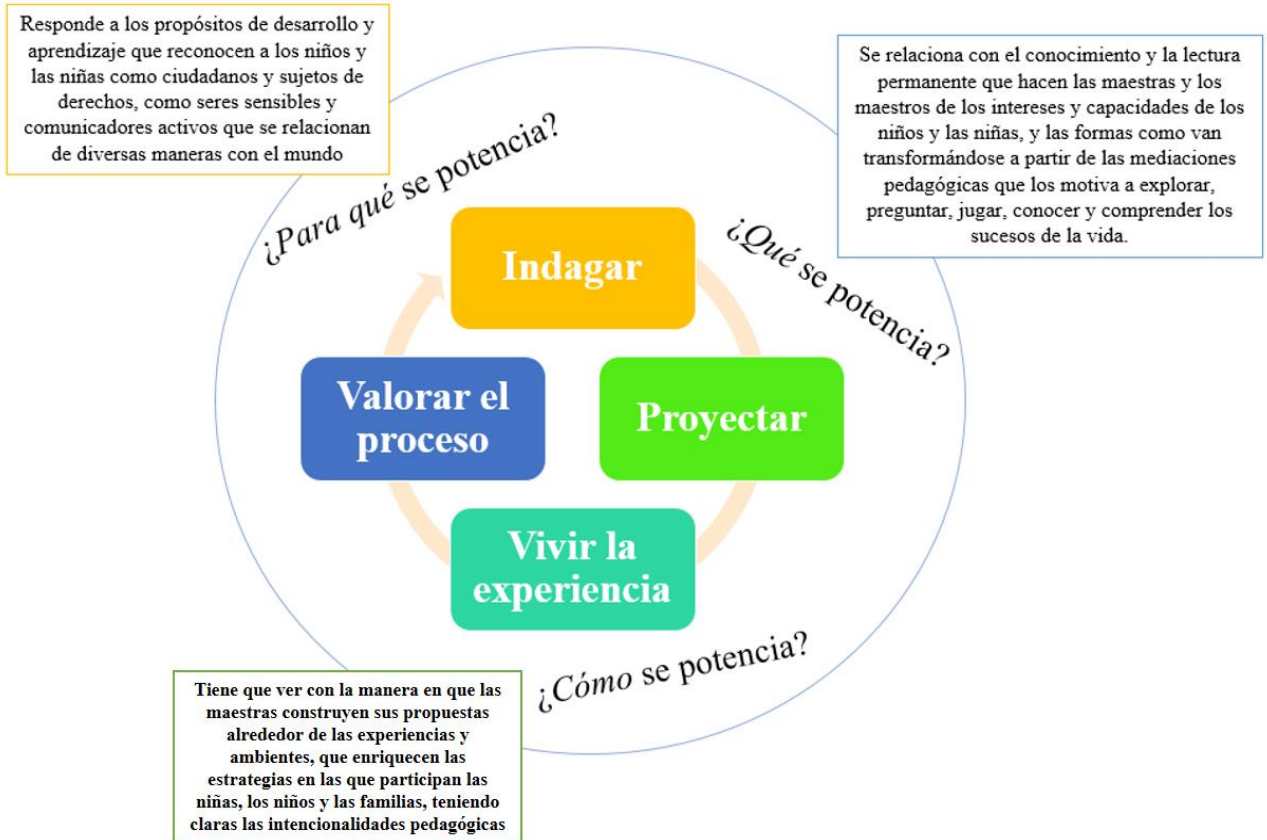 Responde a los propósitos de desarrollo y
aprendizaje que reconocen a los niños y
las niñas como ciudadanos y sujetos de
derechos, como seres sensibles y
comunicadores activos que se relacionan
de diversas maneras con el mundo
Se relaciona con el conocimiento y la lectura
permanente que hacen las maestras y los
maestros de los intereses y capacidades de los
niños y las niñas, y las formas como van
transformándose a partir de las mediaciones
pedagógicas que los motiva a explorar,
preguntar, jugar, conocer y comprender los
sucesos de la vida.
¿Para qué se potencia?
¿Qué se potencia?
Indagar
Valorar el
proceso
Proyectar
Vivir la
experiencia
¿Cómo se potencia?
Tiene que ver con la manera en que las
maestras construyen sus propuestas
alrededor de las experiencias y
ambientes, que enriquecen las
estrategias en las que participan las
niñas, los niños y las familias, teniendo
claras las intencionalidades pedagógicas